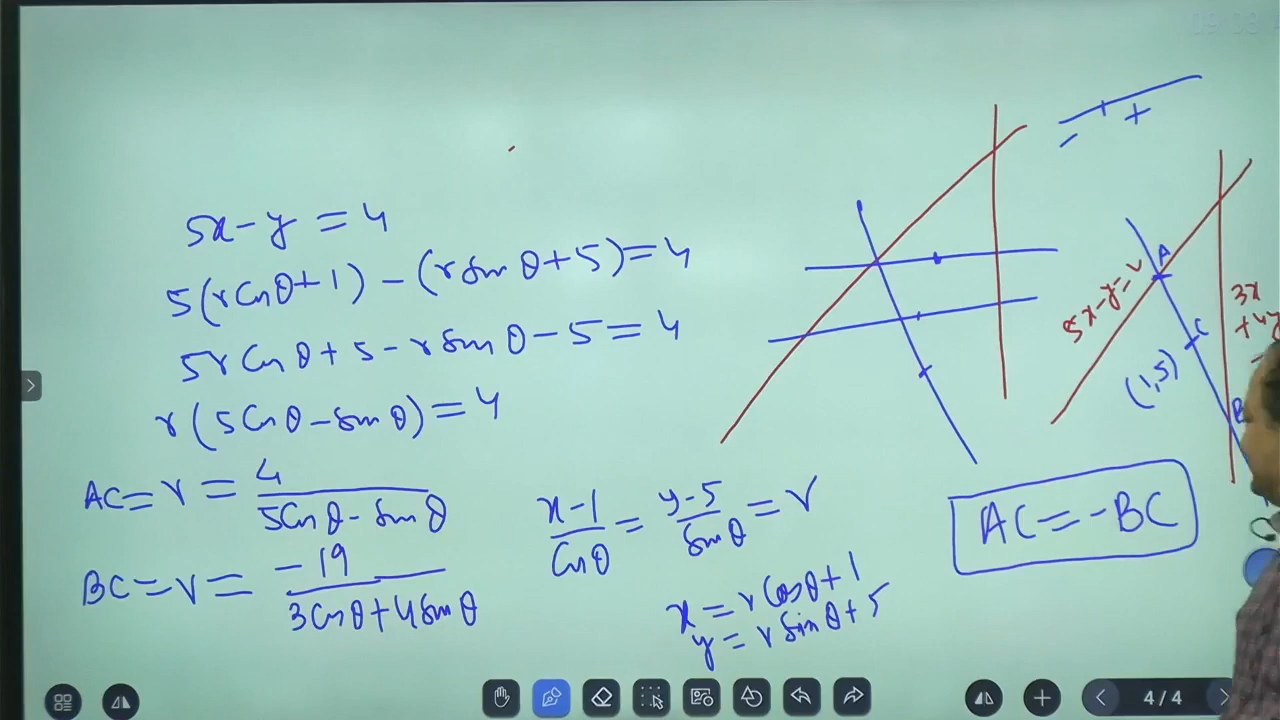 5x - y = 4
5(r Cos θ + 1) - (r Sin θ + 5) = 4
5r Cos θ + 5 - r Sin θ - 5 = 4
r (5 Cos θ - Sin θ) = 4
AC = r = 4 / (5 Cos θ - Sin θ)
BC = r = -19 / (3 Cos θ + 4 Sin θ)
(x - 1) / Cos θ = (y - 5) / Sin θ = r
x = r Cos θ + 1
y = r Sin θ + 5
- +
A
5x - y =
C
(1,5)
B
3x
+ 4y
AC = -BC
4/4